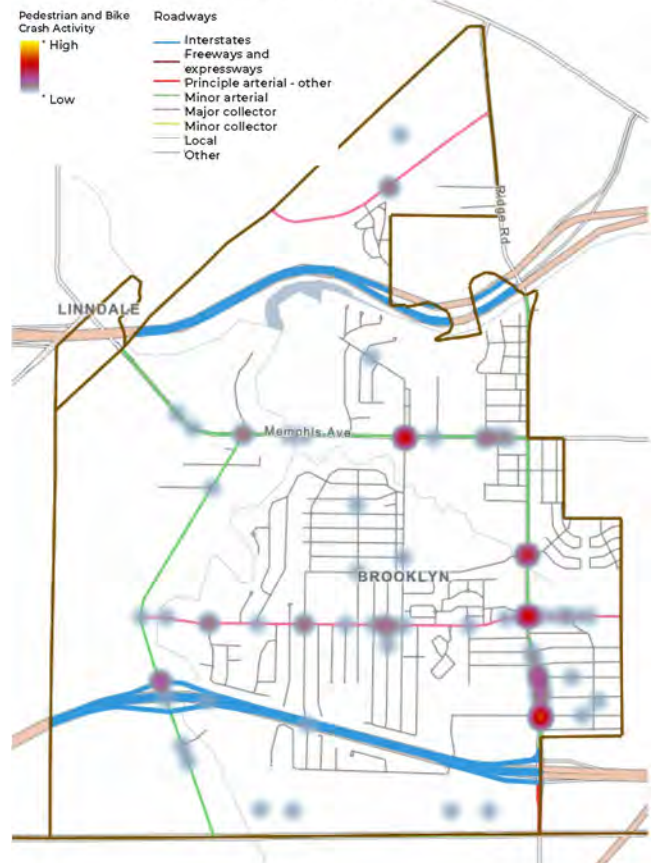 Pedestrian and Bike
Crash Activity
High
Low
Roadways
Interstates
Freeways and
expressways
Principle arterial - other
Minor arterial
Major collector
Minor collector
Local
Other
Ridge Rd
LINNDALE
Memphis Ave
BROOKLYN